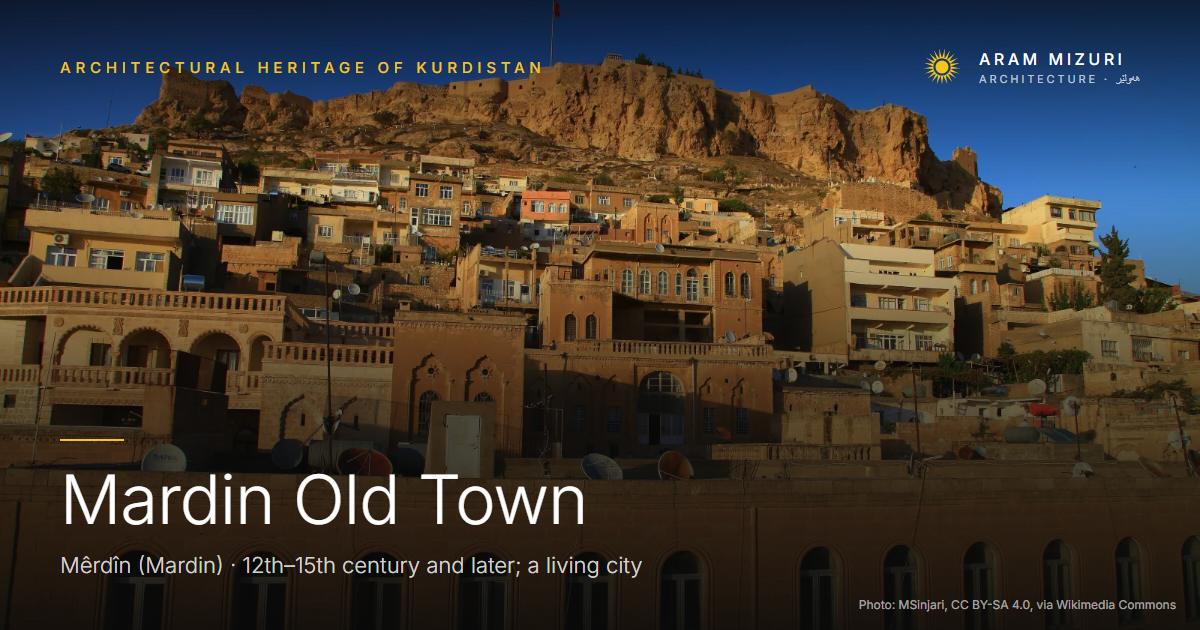 ARCHITECTURAL HERITAGE OF KURDISTAN
ARAM MIZURI
ARCHITECTURE · هەولێر
Mardin Old Town
Mêrdîn (Mardin) · 12th–15th century and later; a living city
Photo: MSinjari, CC BY-SA 4.0, via Wikimedia Commons